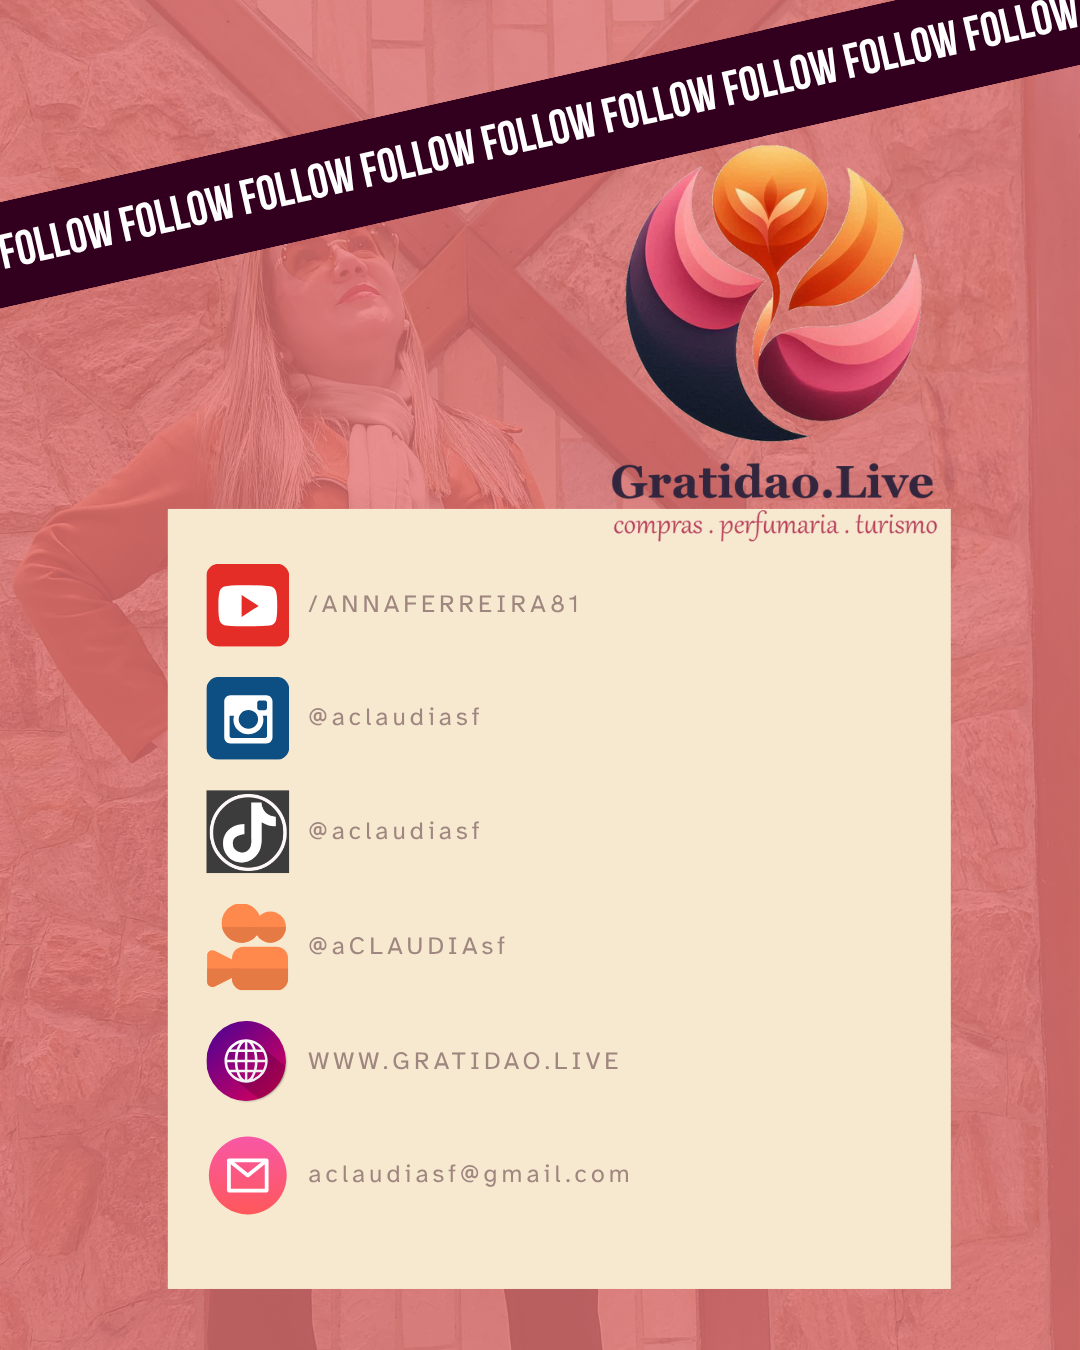 FOLLOW FOLLOW FOLLOW FOLLOW FOLLOW FOLLOW FOLLOW FOLLOW FOLLOW
Gratidao.Live
compras . perfumaria . turismo
/ANNAFERREIRA81
@aclaudiasf
@aclaudiasf
@aCLAUDIAsf
WWW.GRATIDAO.LIVE
aclaudiasf@gmail.com